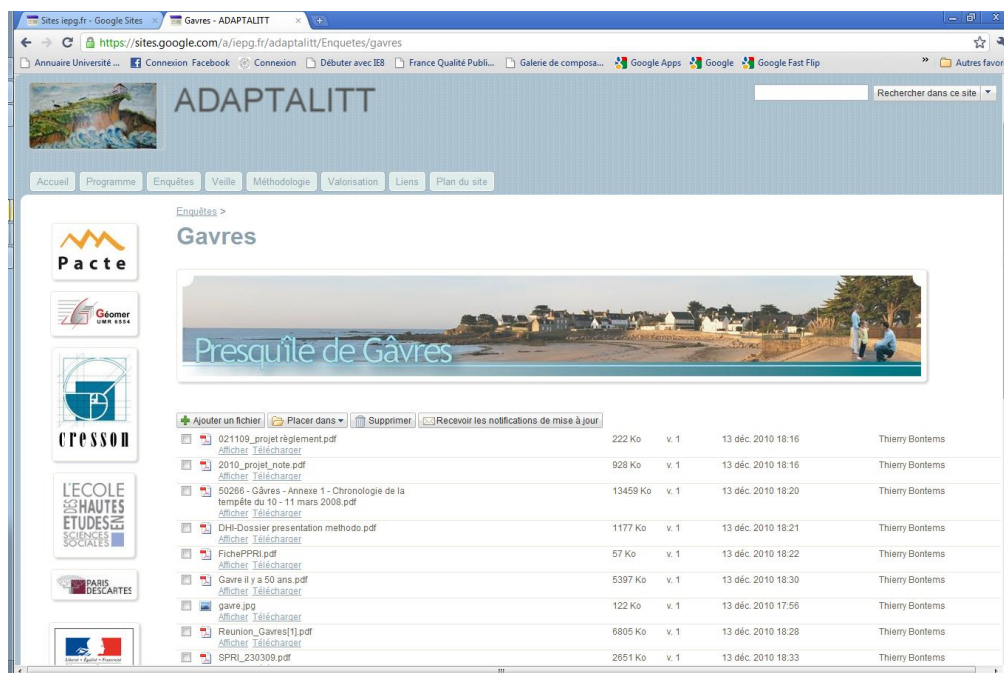 Sites iepg.fr - Google Sites
Gavres - ADAPTALITT
https://sites.google.com/a/iepg.fr/adaptalitt/Enquetes/gavres
Annuaire Université ... Connexion Facebook Connexion Débuter avec IE8 France Qualité Publi... Galerie de composa... Google Apps Google Google Fast Flip » Autres favor
ADAPTALITT
Rechercher dans ce site
Accueil Programme Enquêtes Veille Méthodologie Valorisation Liens Plan du site
Enquêtes >
Gavres
Pacte
Géomer
UMR 6554
Presqu'île de Gâvres
cresson
Ajouter un fichier Placer dans Supprimer Recevoir les notifications de mise à jour
021109_projet règlement.pdf 222 Ko v. 1 13 déc. 2010 18:16 Thierry Bontems
Afficher Télécharger
2010_projet_note.pdf 928 Ko v. 1 13 déc. 2010 18:16 Thierry Bontems
Afficher Télécharger
50266 - Gâvres - Annexe 1 - Chronologie de la 13459 Ko v. 1 13 déc. 2010 18:20 Thierry Bontems
tempête du 10 - 11 mars 2008.pdf
Afficher Télécharger
L'ECOLE
DES HAUTES
ETUDES EN
SCIENCES
SOCIALES
DHI-Dossier presentation methodo.pdf 1177 Ko v. 1 13 déc. 2010 18:21 Thierry Bontems
Afficher Télécharger
FichePPRI.pdf 57 Ko v. 1 13 déc. 2010 18:22 Thierry Bontems
Afficher Télécharger
PARIS
DESCARTES
Gavre il y a 50 ans.pdf 5397 Ko v. 1 13 déc. 2010 18:30 Thierry Bontems
Afficher Télécharger
gavre.jpg 122 Ko v. 1 13 déc. 2010 17:56 Thierry Bontems
Afficher Télécharger
Reunion_Gavres[1].pdf 6805 Ko v. 1 13 déc. 2010 18:28 Thierry Bontems
Afficher Télécharger
SPRI_230309.pdf 2651 Ko v. 1 13 déc. 2010 18:33 Thierry Bontems
Liberté • Égalité • Fraternité